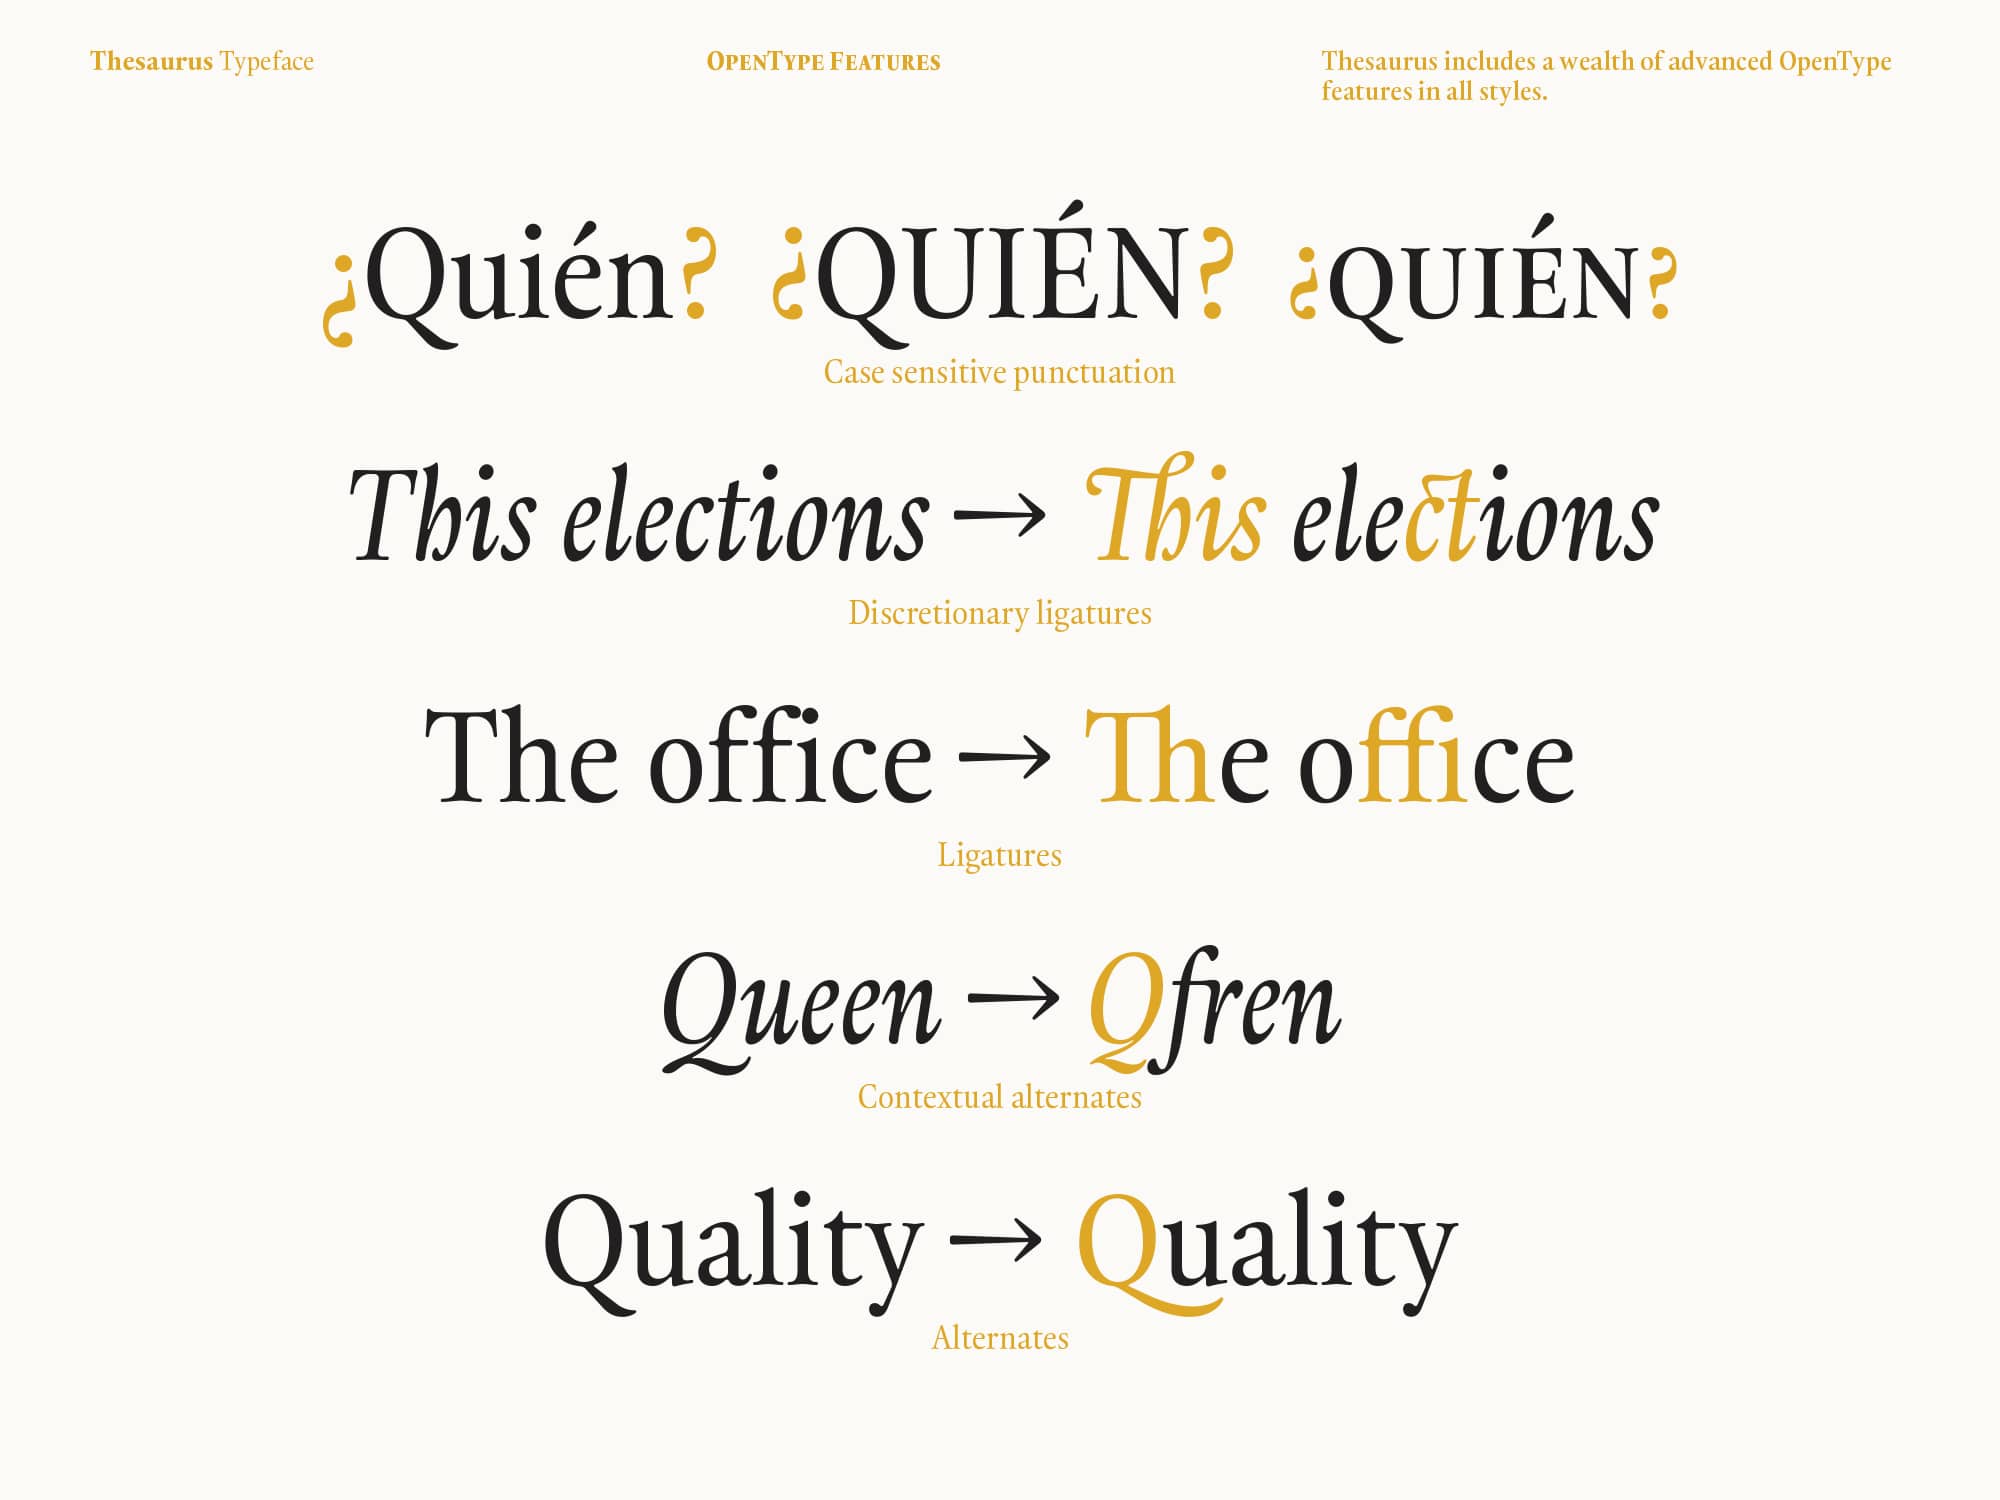 Thesaurus Typeface
OpenType Features
Thesaurus includes a wealth of advanced OpenType
features in all styles.
¿Quién? ¿QUIÉN? ¿QUIÉN?
Case sensitive punctuation
This elections → This elections
Discretionary ligatures
The office → The office
Ligatures
Queen → Qfren
Contextual alternates
Quality → Quality
Alternates